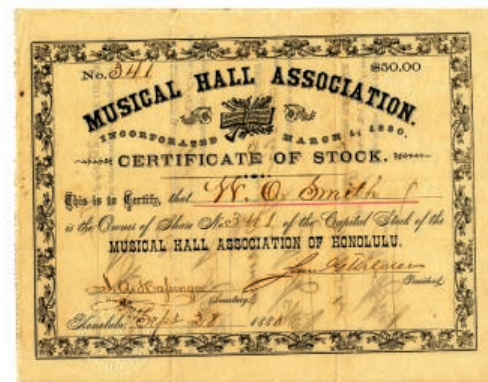 No. 341 $50.00
MUSICAL HALL ASSOCIATION.
INCORPORATED MARCH 1, 1880.
CERTIFICATE OF STOCK.
This is to Certify, that W. O. Smith
is the Owner of Share No 341 of the Capital Stock of the
MUSICAL HALL ASSOCIATION OF HONOLULU.
President.
Secretary.
Honolulu, Sept 28 188